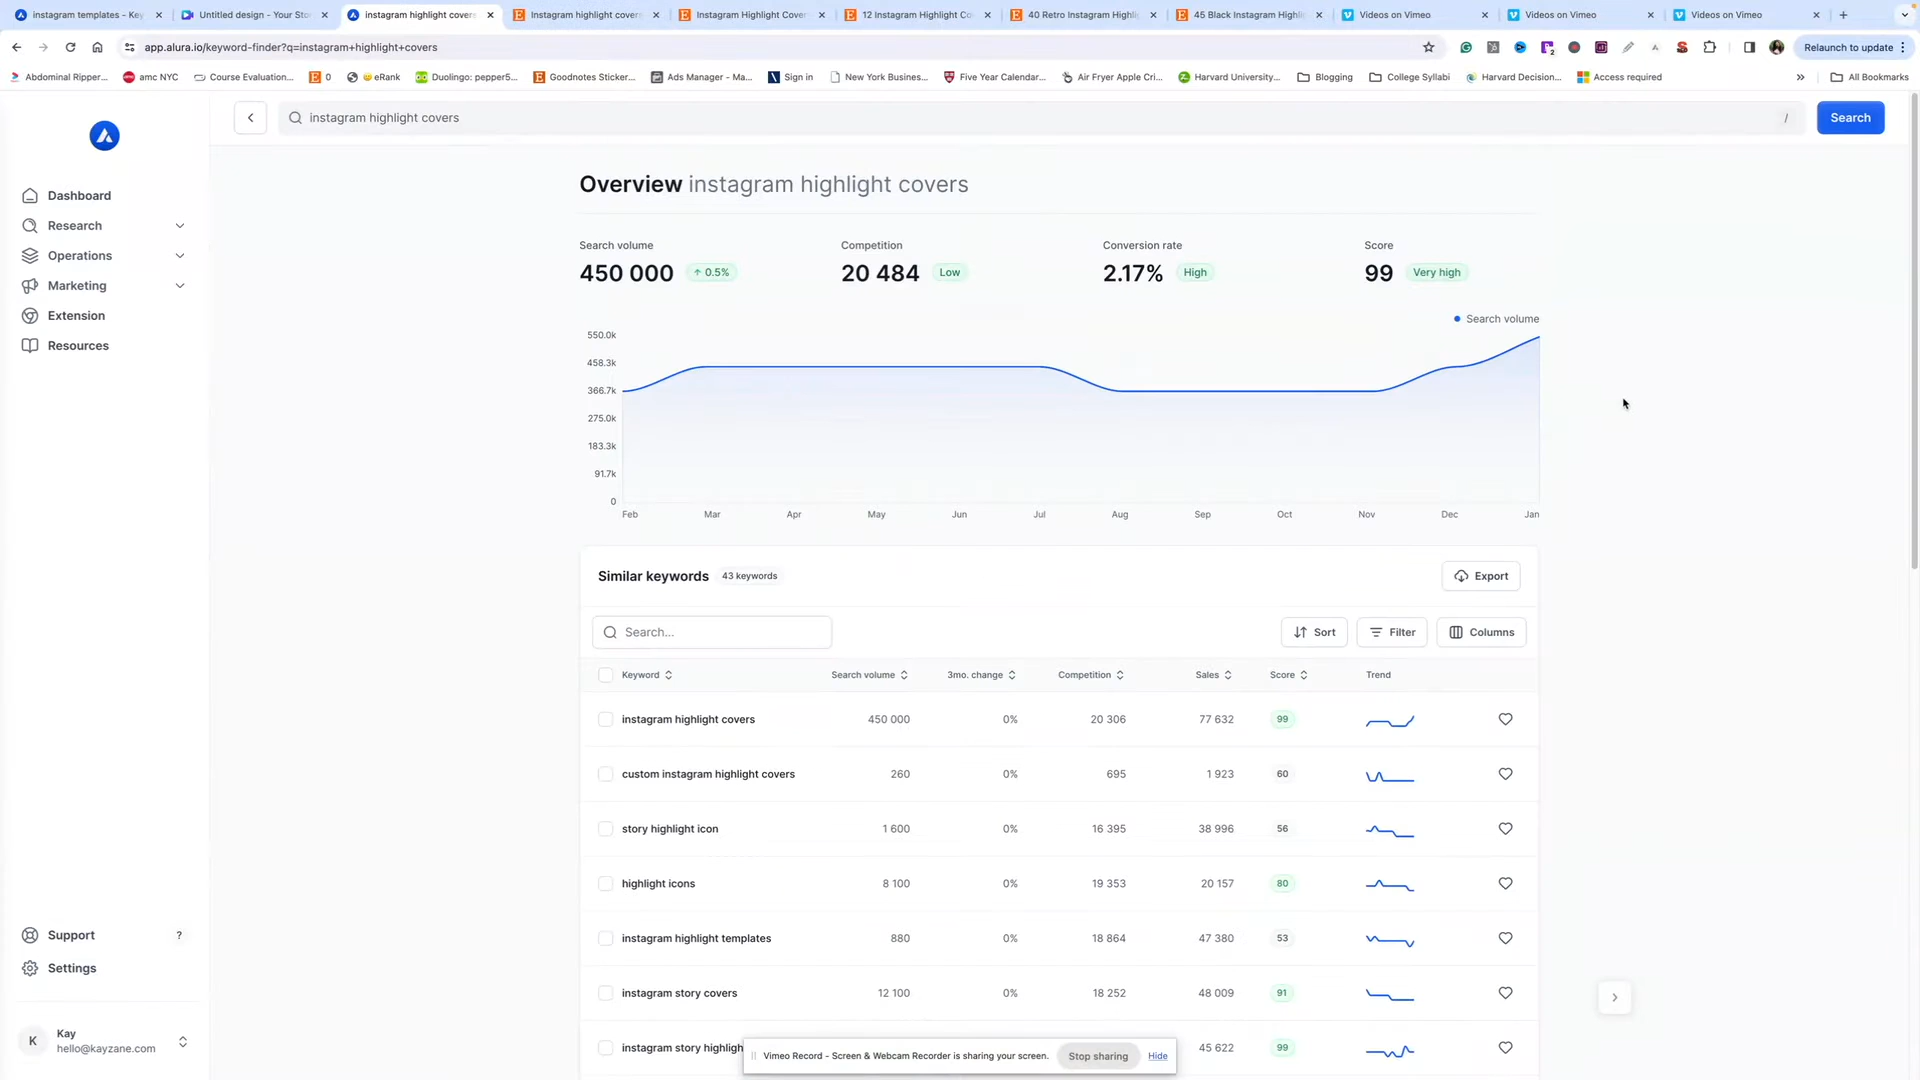 instagram templates - Key
Untitled design - Your Sto
instagram highlight covers
Instagram highlight covers
Instagram Highlight Cover
12 Instagram Highlight Co
40 Retro Instagram Highli
45 Black Instagram Highli
Videos on Vimeo
Videos on Vimeo
Videos on Vimeo
app.alura.io/keyword-finder?q=instagram+highlight+covers
Relaunch to update
Abdominal Ripper...
amc NYC
Course Evaluation...
0
eRank
Duolingo: pepper5...
Goodnotes Sticker...
Ads Manager - Ma...
Sign in
New York Busines...
Five Year Calendar...
Air Fryer Apple Cri...
Harvard University...
Blogging
College Syllabi
Harvard Decision...
Access required
All Bookmarks
instagram highlight covers
/
Search
Dashboard
Research
Operations
Marketing
Extension
Resources
Support ?
Settings
K
Kay
hello@kayzane.com
Overview instagram highlight covers
Search volume
450 000 ↑ 0.5%
Competition
20 484 Low
Conversion rate
2.17% High
Score
99 Very high
Search volume
550.0k
458.3k
366.7k
275.0k
183.3k
91.7k
0
Feb Mar Apr May Jun Jul Aug Sep Oct Nov Dec Jan
Similar keywords 43 keywords
Export
Search...
Sort
Filter
Columns
Keyword Search volume 3mo. change Competition Sales Score Trend
instagram highlight covers 450 000 0% 20 306 77 632 99
custom instagram highlight covers 260 0% 695 1 923 60
story highlight icon 1 600 0% 16 395 38 996 56
highlight icons 8 100 0% 19 353 20 157 80
instagram highlight templates 880 0% 18 864 47 380 53
instagram story covers 12 100 0% 18 252 48 009 91
instagram story highligh 45 622 99
Vimeo Record - Screen & Webcam Recorder is sharing your screen.
Stop sharing
Hide